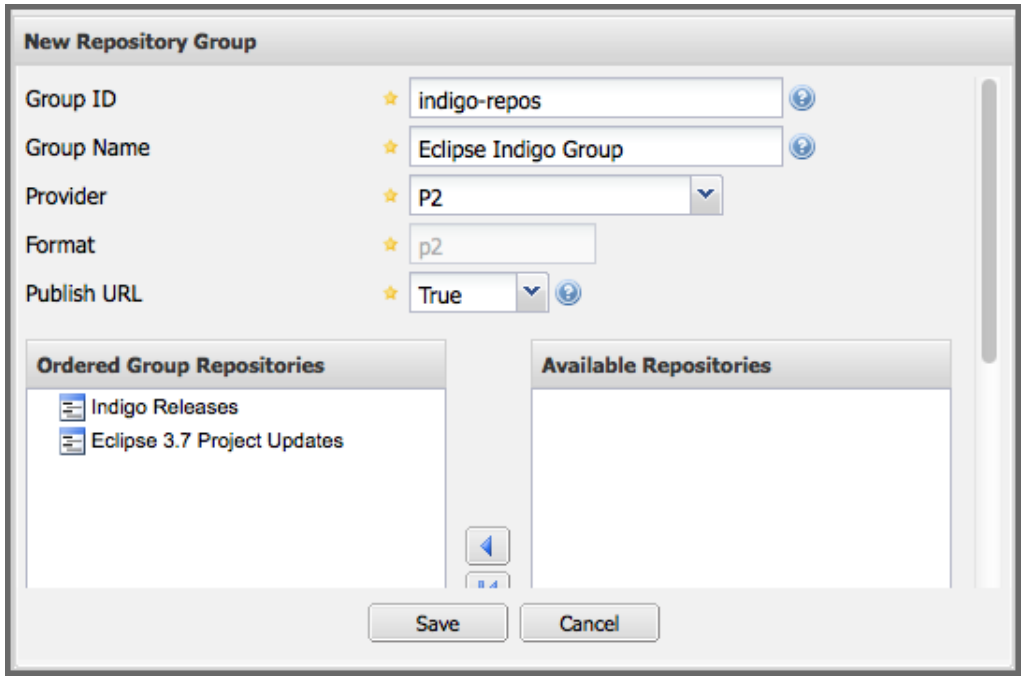 New Repository Group
Group ID indigo-repos
Group Name Eclipse Indigo Group
Provider P2
Format p2
Publish URL True
Ordered Group Repositories Available Repositories
Indigo Releases
Eclipse 3.7 Project Updates
Save Cancel